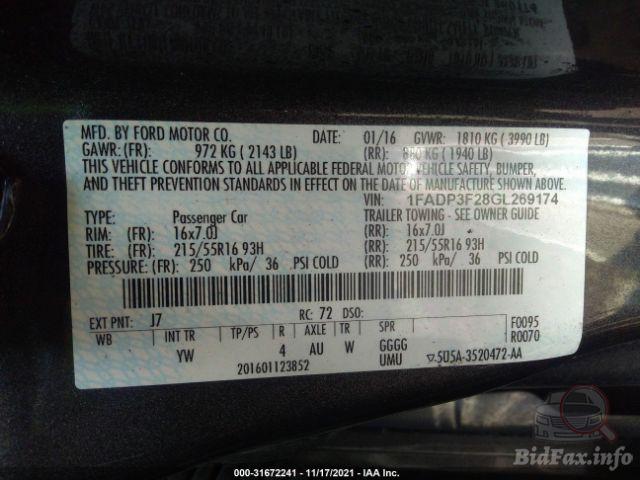 MFD. BY FORD MOTOR CO. DATE: 01/16 GVWR: 1810 KG ( 3990 LB)
GAWR: (FR): 972 KG ( 2143 LB) (RR): 880 KG ( 1940 LB)
THIS VEHICLE CONFORMS TO ALL APPLICABLE FEDERAL MOTOR VEHICLE SAFETY, BUMPER,
AND THEFT PREVENTION STANDARDS IN EFFECT ON THE DATE OF MANUFACTURE SHOWN ABOVE.
VIN: 1FADP3F28GL269174
TYPE: Passenger Car TRAILER TOWING - SEE OWNER GUIDE
RIM: (FR): 16x7.0J (RR): 16x7.0J
TIRE: (FR): 215/55R16 93H (RR): 215/55R16 93H
PRESSURE: (FR): 250 kPa/ 36 PSI COLD (RR): 250 kPa/ 36 PSI COLD
EXT PNT: J7 RC: 72 DSO: F0095
WB INT TR TP/PS R AXLE TR SPR R0070
YW 4 AU W GGGG
UMU
201601123852 5U5A-3520472-AA
BidFax.info
000-31672241 - 11/17/2021 - IAA Inc.